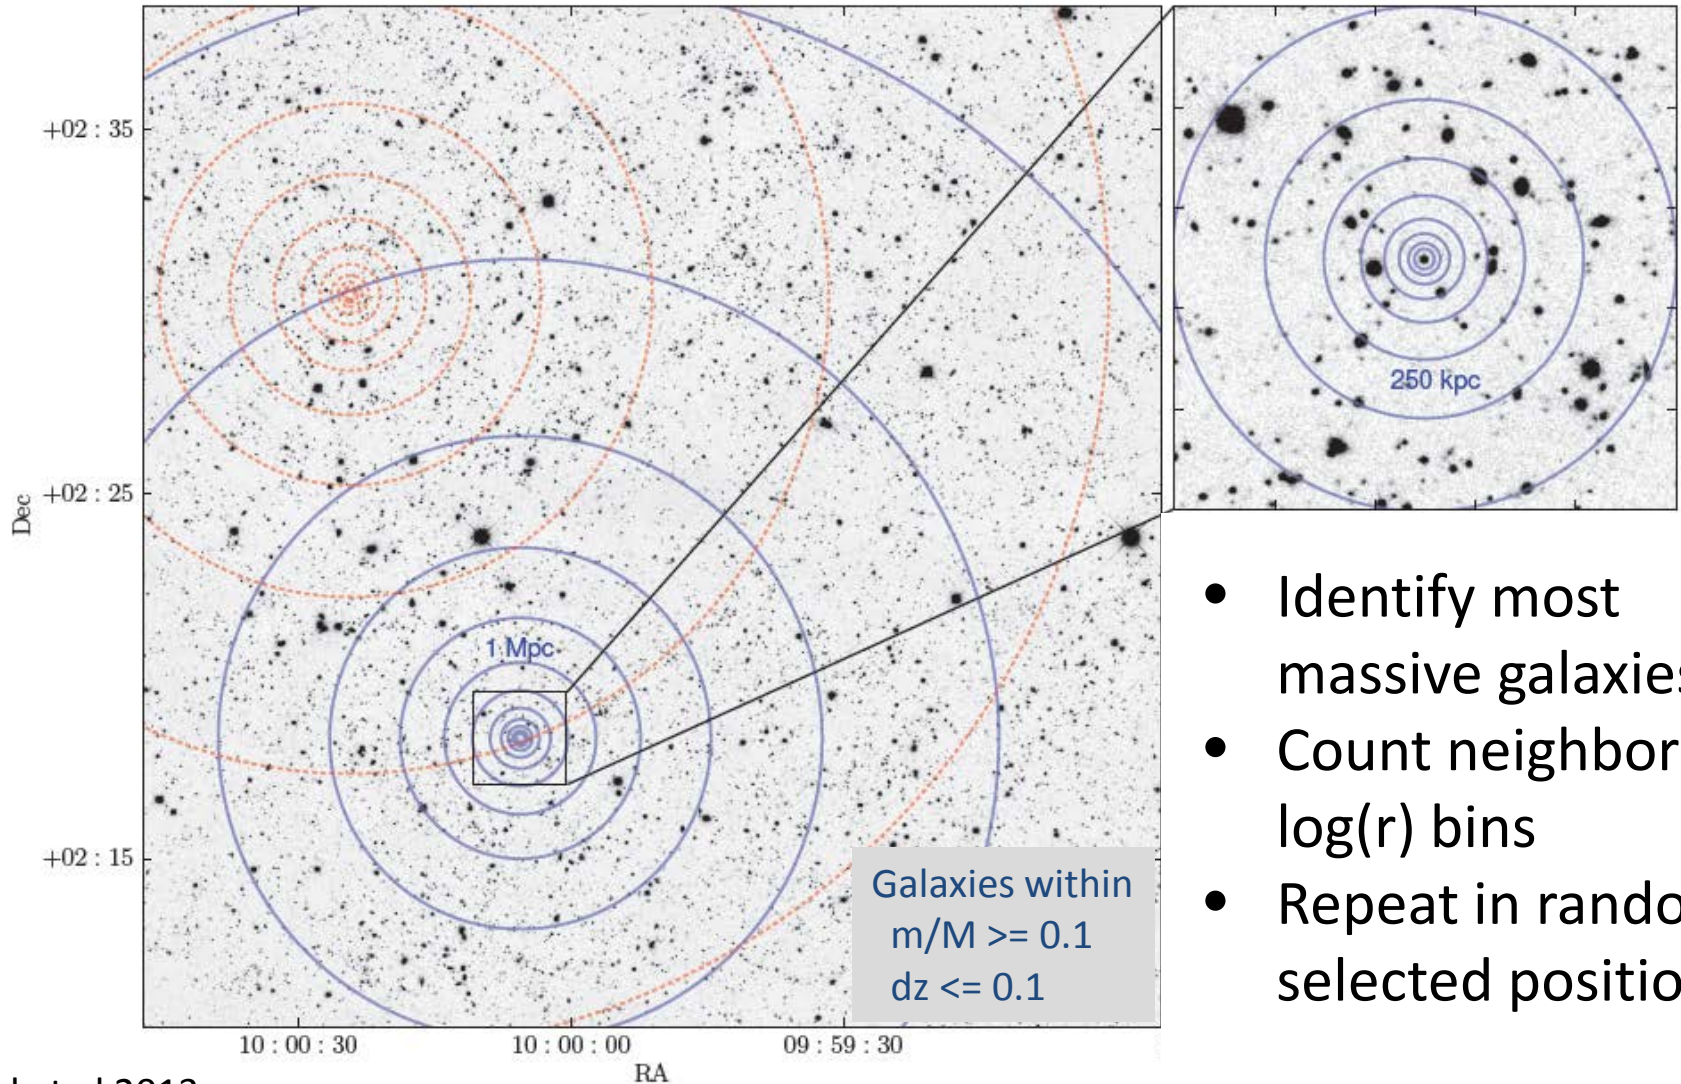 +02 : 35
+02 : 25
+02 : 15
Dec
1 Mpc
Galaxies within
m/M >= 0.1
dz <= 0.1
10 : 00 : 30
10 : 00 : 00
09 : 59 : 30
RA
250 kpc
• Identify most
massive galaxies
• Count neighbor
log(r) bins
• Repeat in rando
selected positio